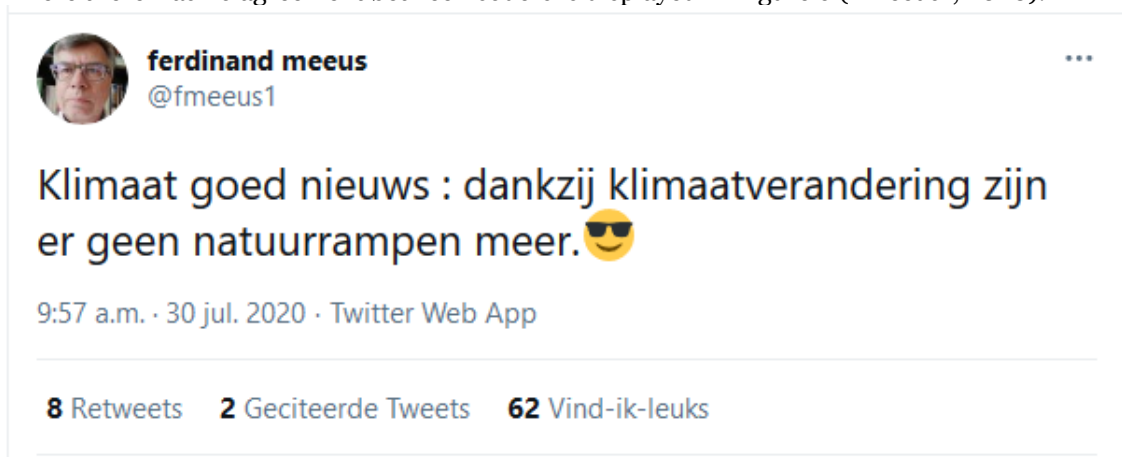 ferdinand meeus
@fmeeus1
Klimaat goed nieuws : dankzij klimaatverandering zijn
er geen natuurrampen meer.😎
9:57 a.m. · 30 jul. 2020 · Twitter Web App
8 Retweets 2 Geciteerde Tweets 62 Vind-ik-leuks